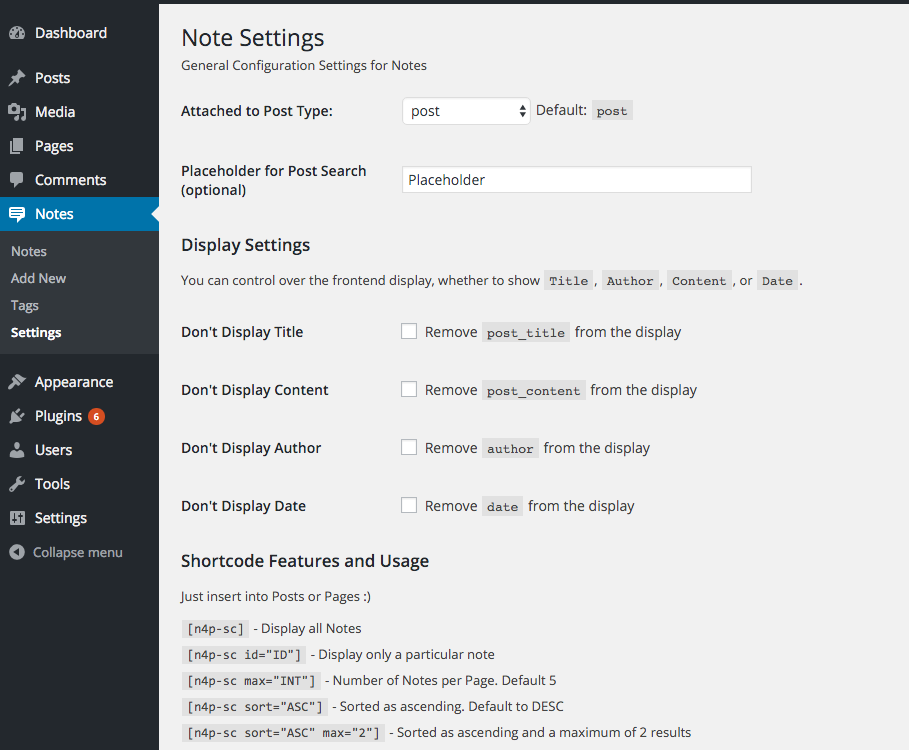 Dashboard
Posts
Media
Pages
Comments
Notes
Notes
Add New
Tags
Settings
Appearance
Plugins 6
Users
Tools
Settings
Collapse menu
Note Settings
General Configuration Settings for Notes
Attached to Post Type: post Default: post
Placeholder for Post Search
(optional)
Placeholder
Display Settings
You can control over the frontend display, whether to show Title , Author , Content , or Date .
Don't Display Title Remove post_title from the display
Don't Display Content Remove post_content from the display
Don't Display Author Remove author from the display
Don't Display Date Remove date from the display
Shortcode Features and Usage
Just insert into Posts or Pages :)
[n4p-sc] - Display all Notes
[n4p-sc id="ID"] - Display only a particular note
[n4p-sc max="INT"] - Number of Notes per Page. Default 5
[n4p-sc sort="ASC"] - Sorted as ascending. Default to DESC
[n4p-sc sort="ASC" max="2"] - Sorted as ascending and a maximum of 2 results